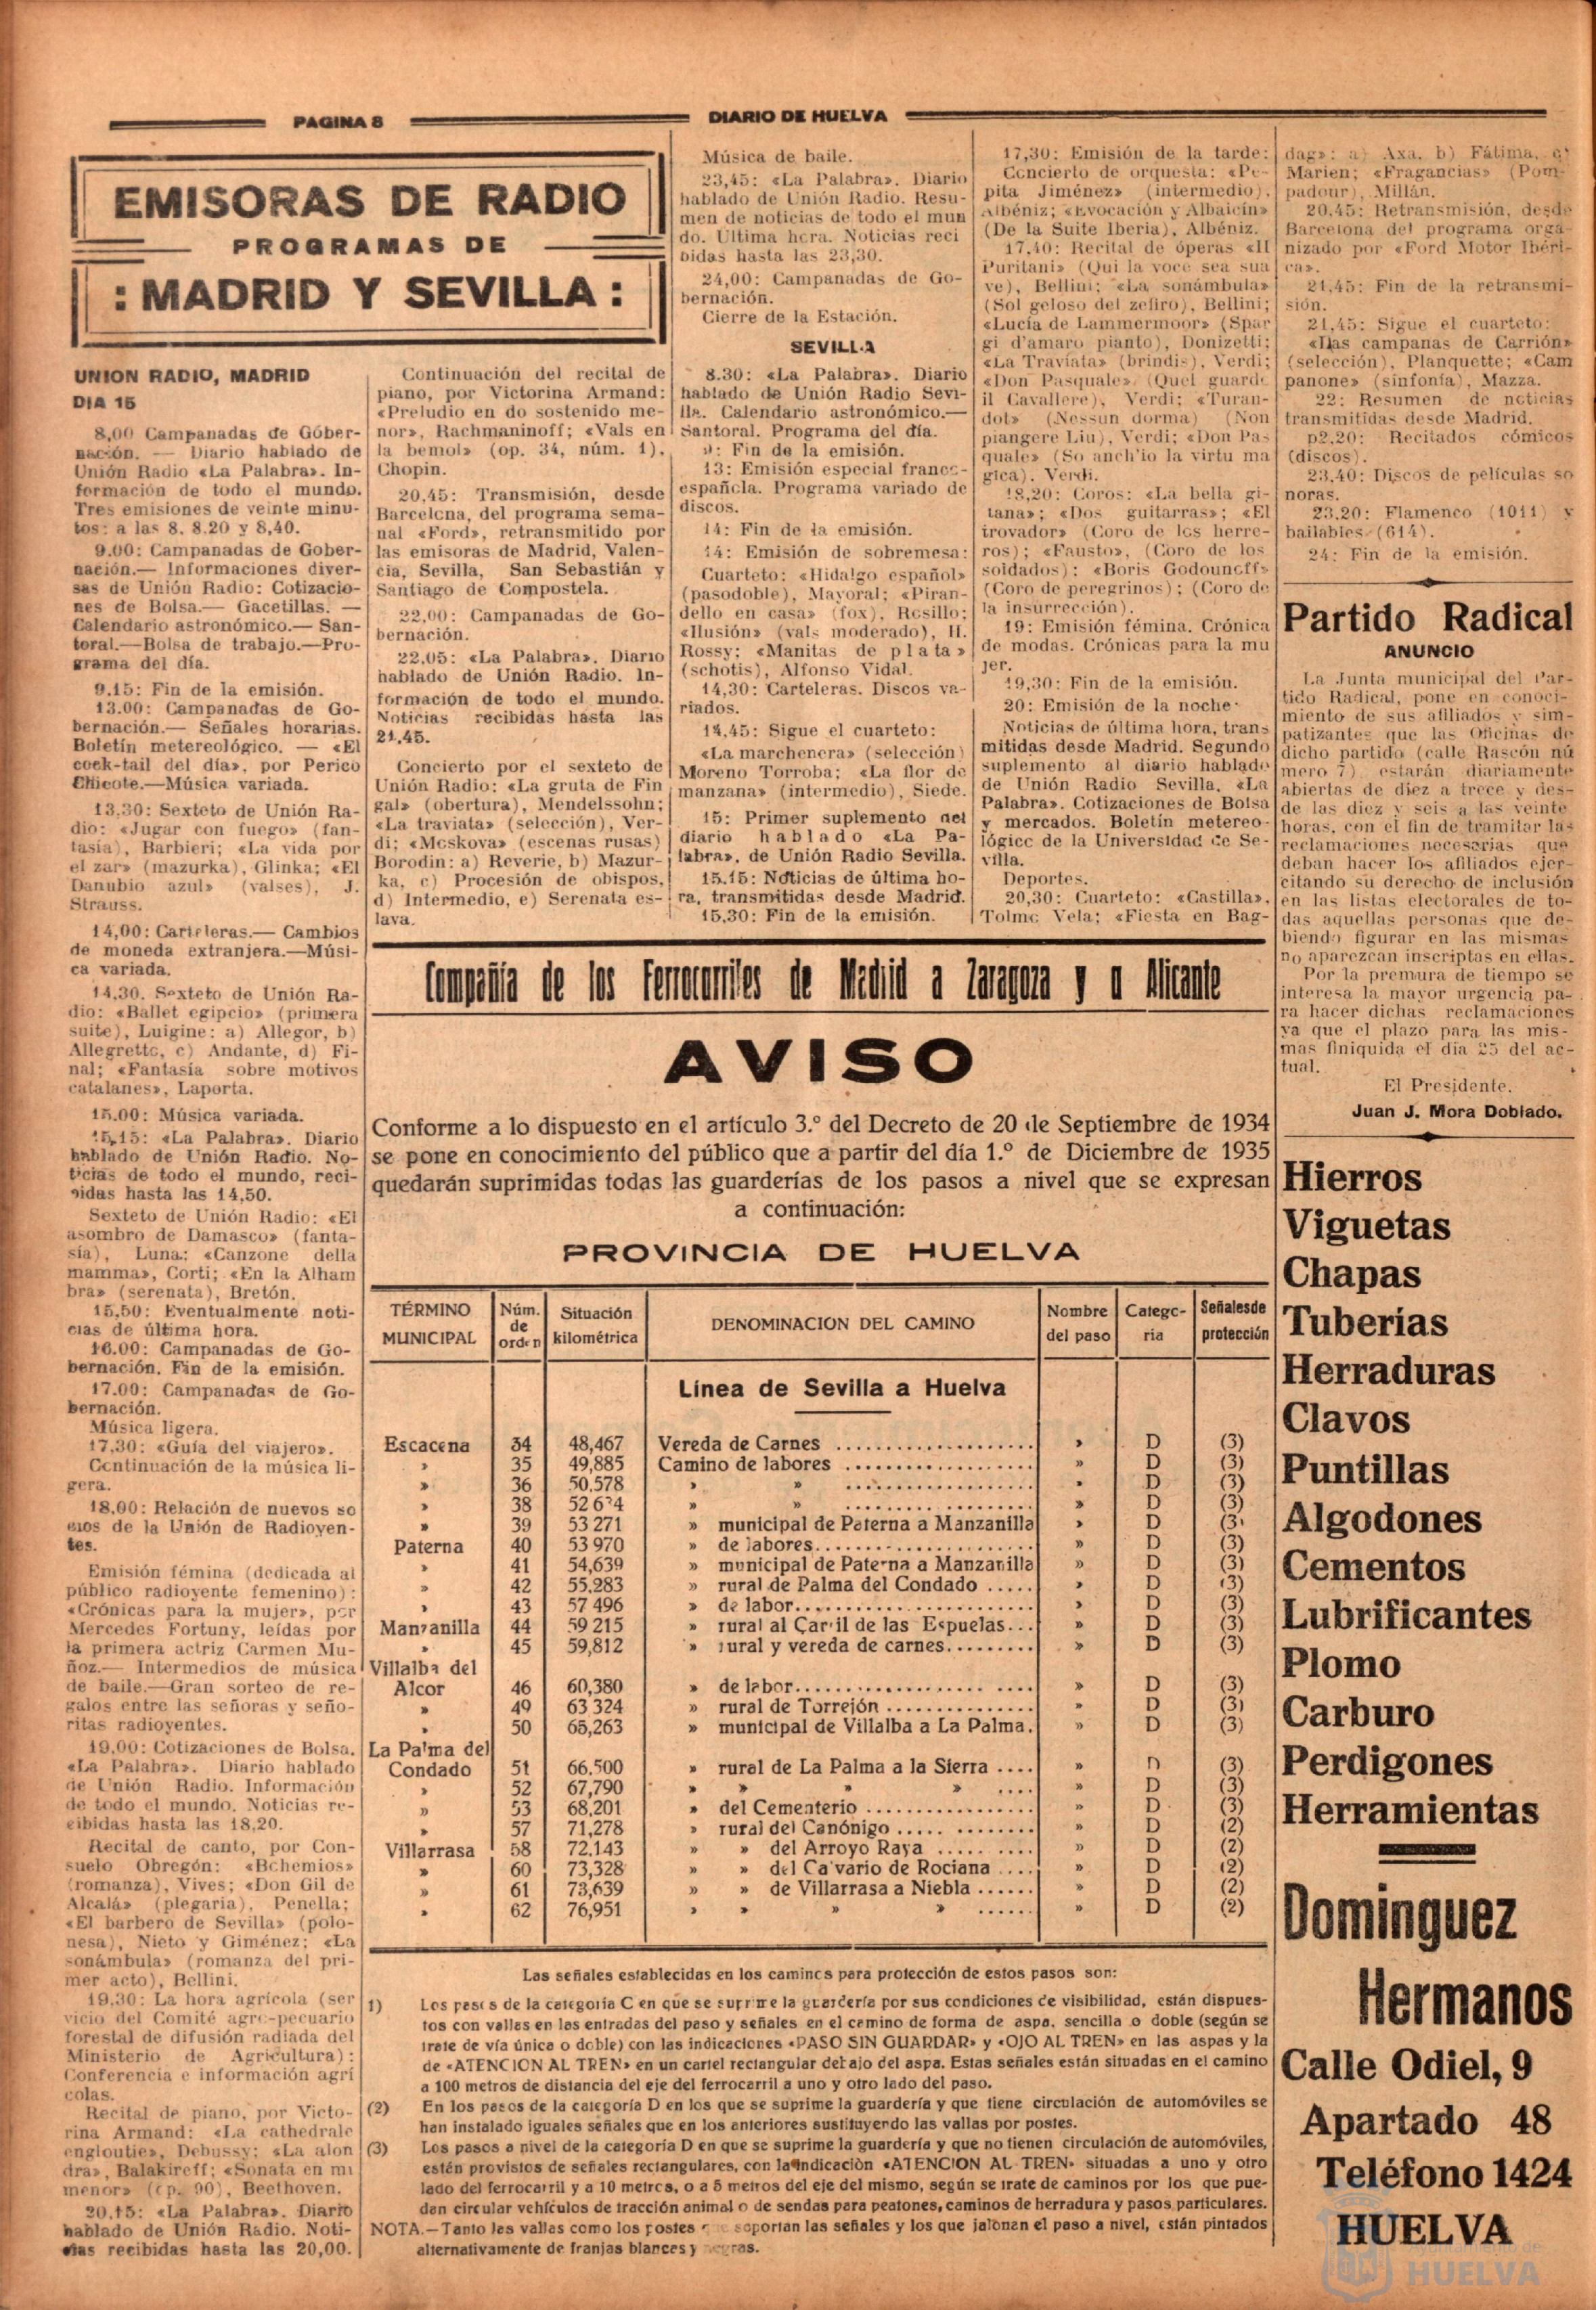 PAGINA 8
DIARIO DE HUELVA
EMISORAS DE RADIO
PROGRAMAS DE
: MADRID Y SEVILLA :
UNION RADIO, MADRID
DIA 15
8,00 Campanadas de Gober-
nación. — Diario hablado de
Unión Radio «La Palabra». In-
formación de todo el mundo.
Tres emisiones de veinte minu-
tos: a las 8. 8.20 y 8,40.
9.00: Campanadas de Gober-
nación.— Informaciones diver-
sas de Unión Radio: Cotizacio-
nes de Bolsa.— Gacetillas. —
Calendario astronómico.— San-
toral.—Bolsa de trabajo.—Pro-
grama del día.
9.15: Fin de la emisión.
13.00: Campanadas de Go-
bernación.— Señales horarias.
Boletín metereológico. — «El
cock-tail del día», por Perico
Chicote.—Música variada.
13,30: Sexteto de Unión Ra-
dio: «Jugar con fuego» (fan-
tasía), Barbieri; «La vida por
el zar» (mazurka), Glinka; «El
Danubio azul» (valses), J.
Strauss.
14,00: Carteleras.— Cambios
de moneda extranjera.—Músi-
ca variada.
14,30. Sexteto de Unión Ra-
dio: «Ballet egipcio» (primera
suite), Luigine: a) Allegor, b)
Allegretto, c) Andante, d) Fi-
nal; «Fantasía sobre motivos
catalanes», Laporta.
15.00: Música variada.
15,15: «La Palabra». Diario
hablado de Unión Radio. No-
ticias de todo el mundo, reci-
bidas hasta las 14,50.
Sexteto de Unión Radio: «El
asombro de Damasco» (fanta-
sía), Luna: «Canzone della
mamma», Corti; «En la Alham
bra» (serenata), Bretón.
15,50: Eventualmente noti-
cias de última hora.
16.00: Campanadas de Go-
bernación. Fin de la emisión.
17.00: Campanadas de Go-
bernación.
Música ligera.
17,30: «Guía del viajero».
Continuación de la música li-
gera.
18,00: Relación de nuevos so
cios de la Unión de Radioyen-
tes.
Emisión fémina (dedicada al
público radioyente femenino):
«Crónicas para la mujer», por
Mercedes Fortuny, leídas por
la primera actriz Carmen Mu-
ñoz.— Intermedios de música
de baile.—Gran sorteo de re-
galos entre las señoras y seño-
ritas radioyentes.
19,00: Cotizaciones de Bolsa.
«La Palabra». Diario hablado
de Unión Radio. Información
de todo el mundo. Noticias re-
cibidas hasta las 18,20.
Recital de canto, por Con-
suelo Obregón: «Bohemios»
(romanza), Vives; «Don Gil de
Alcalá» (plegaria), Penella;
«El barbero de Sevilla» (polo-
nesa), Nieto y Giménez; «La
sonámbula» (romanza del pri-
mer acto), Bellini.
19,30: La hora agrícola (ser
vicio del Comité agro-pecuario
forestal de difusión radiada del
Ministerio de Agricultura):
Conferencia e información agrí
colas.
Recital de piano, por Victo-
rina Armand: «La cathedrale
engloutie», Debussy; «La alon
dra», Balakireff; «Sonata en mi
menor» (op. 90), Beethoven.
20,15: «La Palabra». Diario
hablado de Unión Radio. Noti-
cias recibidas hasta las 20,00.
Continuación del recital de
piano, por Victorina Armand:
«Preludio en do sostenido me-
nor», Rachmaninoff; «Vals en
la bemol» (op. 34, núm. 1),
Chopin.
20,45: Transmisión, desde
Barcelona, del programa sema-
nal «Ford», retransmitido por
las emisoras de Madrid, Valen-
cia, Sevilla, San Sebastián y
Santiago de Compostela.
22,00: Campanadas de Go-
bernación.
22,05: «La Palabra». Diario
hablado de Unión Radio. In-
formación de todo el mundo.
Noticias recibidas hasta las
21,45.
Concierto por el sexteto de
Unión Radio: «La gruta de Fin
gal» (obertura), Mendelssohn;
«La traviata» (selección), Ver-
di; «Moskova» (escenas rusas)
Borodin: a) Reverie, b) Mazur-
ka, c) Procesión de obispos,
d) Intermedio, e) Serenata es-
lava.
Música de baile.
23,45: «La Palabra». Diario
hablado de Unión Radio. Resu-
men de noticias de todo el mun
do. Ultima hora. Noticias reci
bidas hasta las 23,30.
24,00: Campanadas de Go-
bernación.
Cierre de la Estación.
SEVILLA
8.30: «La Palabra». Diario
hablado de Unión Radio Sevi-
lla. Calendario astronómico.—
Santoral. Programa del día.
9: Fin de la emisión.
13: Emisión especial franco-
española. Programa variado de
discos.
14: Fin de la emisión.
14: Emisión de sobremesa:
Cuarteto: «Hidalgo español»
(pasodoble), Mayoral; «Piran-
dello en casa» (fox), Rosillo;
«Ilusión» (vals moderado), H.
Rossy; «Manitas de plata»
(schotis), Alfonso Vidal.
14,30: Carteleras. Discos va-
riados.
14,45: Sigue el cuarteto:
«La marchenera» (selección)
Moreno Torroba; «La flor de
manzana» (intermedio), Siede.
15: Primer suplemento del
diario hablado «La Pa-
labra», de Unión Radio Sevilla.
15.15: Noticias de última ho-
ra, transmitidas desde Madrid.
15,30: Fin de la emisión.
17,30: Emisión de la tarde:
Concierto de orquesta: «Pe-
pita Jiménez» (intermedio),
Albéniz; «Evocación y Albaicín»
(De la Suite Iberia), Albéniz.
17,40: Recital de óperas «II
Puritani» (Qui la voce sea sua
ve), Bellini; «La sonámbula»
(Sol geloso del zefiro), Bellini;
«Lucia de Lammermoor» (Spar
gi d'amaro pianto), Donizetti;
«La Traviata» (brindis), Verdi;
«Don Pasquale». (Quel guarde
il Cavallere), Verdi; «Turan-
dot» (Nessun dorma) (Non
piangere Liu), Verdi; «Don Pas
quale» (So anch'io la virtu ma
gica). Verdi.
18,20: Coros: «La bella gi-
tana»; «Dos guitarras»; «El
trovador» (Coro de los herre-
ros); «Fausto», (Coro de los
soldados); «Boris Godounoff»
(Coro de peregrinos); (Coro de
la insurrección).
19: Emisión fémina. Crónica
de modas. Crónicas para la mu
jer.
19,30: Fin de la emisión.
20: Emisión de la noche·
Noticias de última hora, trans
mitidas desde Madrid. Segundo
suplemento al diario hablado
de Unión Radio Sevilla, «La
Palabra». Cotizaciones de Bolsa
y mercados. Boletín metereo-
lógico de la Universidad de Se-
villa.
Deportes.
20,30: Cuarteto: «Castilla»,
Tolmo Vela; «Fiesta en Bag-
dag»: a) Axa, b) Fátima, c)
Marien; «Fragancias» (Pom-
padour), Millán.
20,45: Retransmisión, desde
Barcelona del programa orga-
nizado por «Ford Motor Ibéri-
ca».
21,45: Fin de la retransmi-
sión.
21,45: Sigue el cuarteto:
«Las campanas de Carrión»
(selección), Planquette; «Cam
panone» (sinfonía), Mazza.
22: Resumen de noticias
transmitidas desde Madrid.
p2,20: Recitados cómicos
(discos).
23,40: Discos de películas so
noras.
23,20: Flamenco (1011) y
bailables (614).
24: Fin de la emisión.
Partido Radical
ANUNCIO
La Junta municipal del Par-
tido Radical, pone en conoci-
miento de sus afiliados y sim-
patizantes que las Oficinas de
dicho partido (calle Rascón nú
mero 7) estarán diariamente
abiertas de diez a trece y des-
de las diez y seis a las veinte
horas, con el fin de tramitar las
reclamaciones necesarias que
deban hacer los afiliados ejer-
citando su derecho de inclusión
en las listas electorales de to-
das aquellas personas que de-
biendo figurar en las mismas
no aparezcan inscriptas en ellas.
Por la premura de tiempo se
interesa la mayor urgencia pa-
ra hacer dichas reclamaciones
ya que el plazo para las mis-
mas finiquida el día 25 del ac-
tual.
El Presidente,
Juan J. Mora Doblado.
Compañía de los Ferrocarriles de Madrid a Zaragoza y a Alicante
AVISO
Conforme a lo dispuesto en el artículo 3.º del Decreto de 20 de Septiembre de 1934
se pone en conocimiento del público que a partir del día 1.º de Diciembre de 1935
quedarán suprimidas todas las guarderías de los pasos a nivel que se expresan
a continuación:
PROVINCIA DE HUELVA
TÉRMINO MUNICIPAL | Núm. de orden | Situación kilométrica | DENOMINACION DEL CAMINO | Nombre del paso | Catego-ria | Señales de protección
Línea de Sevilla a Huelva
Escacena 34 48,467 Vereda de Carnes .................... » D (3)
» 35 49,885 Camino de labores ................... » D (3)
» 36 50.578 » » ................... » D (3)
» 38 52 674 » » ................... » D (3)
» 39 53 271 » municipal de Paterna a Manzanilla » D (3)
Paterna 40 53 970 » de labores...................... » D (3)
» 41 54,639 » municipal de Paterna a Manzanilla » D (3)
» 42 55,283 » rural de Palma del Condado ..... » D (3)
» 43 57 496 » de labor........................ » D (3)
Manzanilla 44 59 215 » rural al Carril de las Espuelas... » D (3)
» 45 59,812 » rural y vereda de carnes......... » D (3)
Villalba del
Alcor 46 60,380 » de labor........................ » D (3)
» 49 63 324 » rural de Torrejón ............... » D (3)
» 50 65,263 » municipal de Villalba a La Palma. » D (3)
La Palma del
Condado 51 66.500 » rural de La Palma a la Sierra .... » D (3)
» 52 67,790 » » » » .... » D (3)
» 53 68,201 » del Cementerio ................. » D (3)
» 57 71,278 » rural del Canónigo ..... ........ » D (2)
Villarrasa 58 72.143 » » del Arroyo Raya ..... .... » D (2)
» 60 73,328 » » del Calvario de Rociana .... » D (2)
» 61 73,639 » » de Villarrasa a Niebla ...... » D (2)
» 62 76,951 » » » » ...... » D (2)
Las señales establecidas en los caminos para protección de estos pasos son:
1) Los pasos de la categoría C en que se suprime la guardería por sus condiciones de visibilidad, están dispues-
tos con vallas en las entradas del paso y señales en el camino de forma de aspa, sencilla o doble (según se
trate de vía única o doble) con las indicaciones «PASO SIN GUARDAR» y «OJO AL TREN» en las aspas y la
de «ATENCION AL TREN» en un cartel rectangular debajo del aspa. Estas señales están situadas en el camino
a 100 metros de distancia del eje del ferrocarril a uno y otro lado del paso.
(2) En los pasos de la categoría D en los que se suprime la guardería y que tiene circulación de automóviles se
han instalado iguales señales que en los anteriores sustituyendo las vallas por postes.
(3) Los pasos a nivel de la categoría D en que se suprime la guardería y que no tienen circulación de automóviles,
estén provistos de señales rectangulares, con la indicación «ATENCION AL TREN» situadas a uno y otro
lado del ferrocarril y a 10 metros, o a 5 metros del eje del mismo, según se trate de caminos por los que pue-
dan circular vehículos de tracción animal o de sendas para peatones, caminos de herradura y pasos particulares.
NOTA.—Tanto las vallas como los postes que soportan las señales y los que jalonan el paso a nivel, están pintados
alternativamente de franjas blancas y negras.
Hierros
Viguetas
Chapas
Tuberías
Herraduras
Clavos
Puntillas
Algodones
Cementos
Lubrificantes
Plomo
Carburo
Perdigones
Herramientas
Dominguez
Hermanos
Calle Odiel, 9
Apartado 48
Teléfono 1424
HUELVA
HUELVA